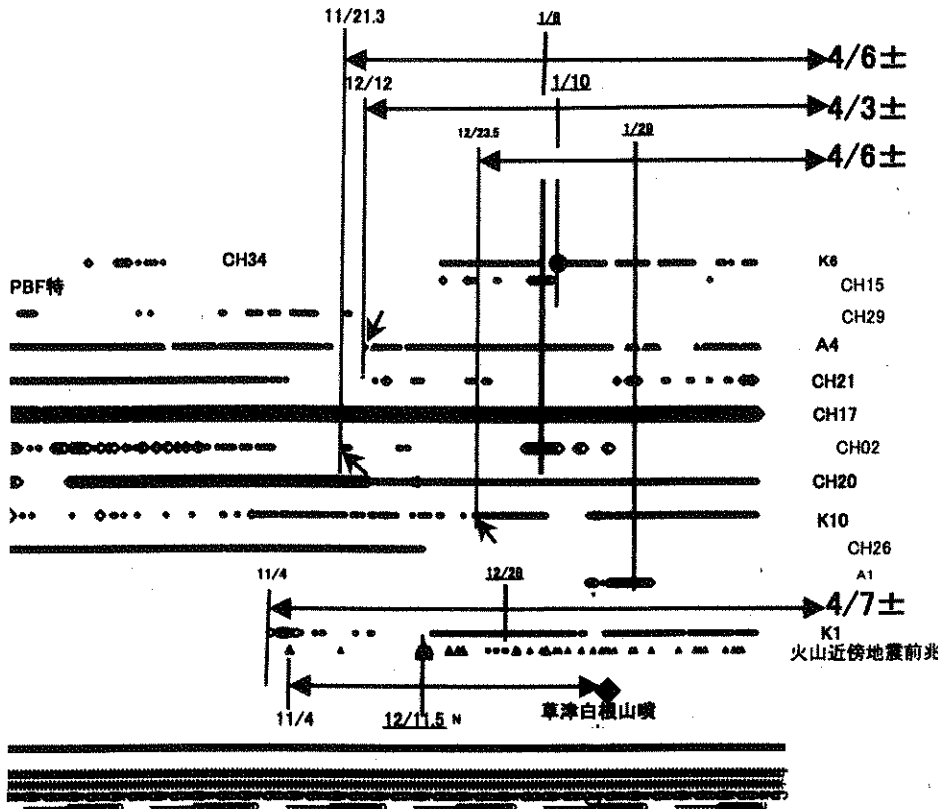 11/21.3
1/8
4/6±
12/12
1/10
4/3±
12/23.5
1/29
4/6±
CH34
K6
PBF特
CH15
CH29
A4
CH21
CH17
CH02
CH20
K10
CH26
11/4
12/28
A1
4/7±
K1
火山近傍地震前兆
草津白根山噴
11/4
12/11.5 N